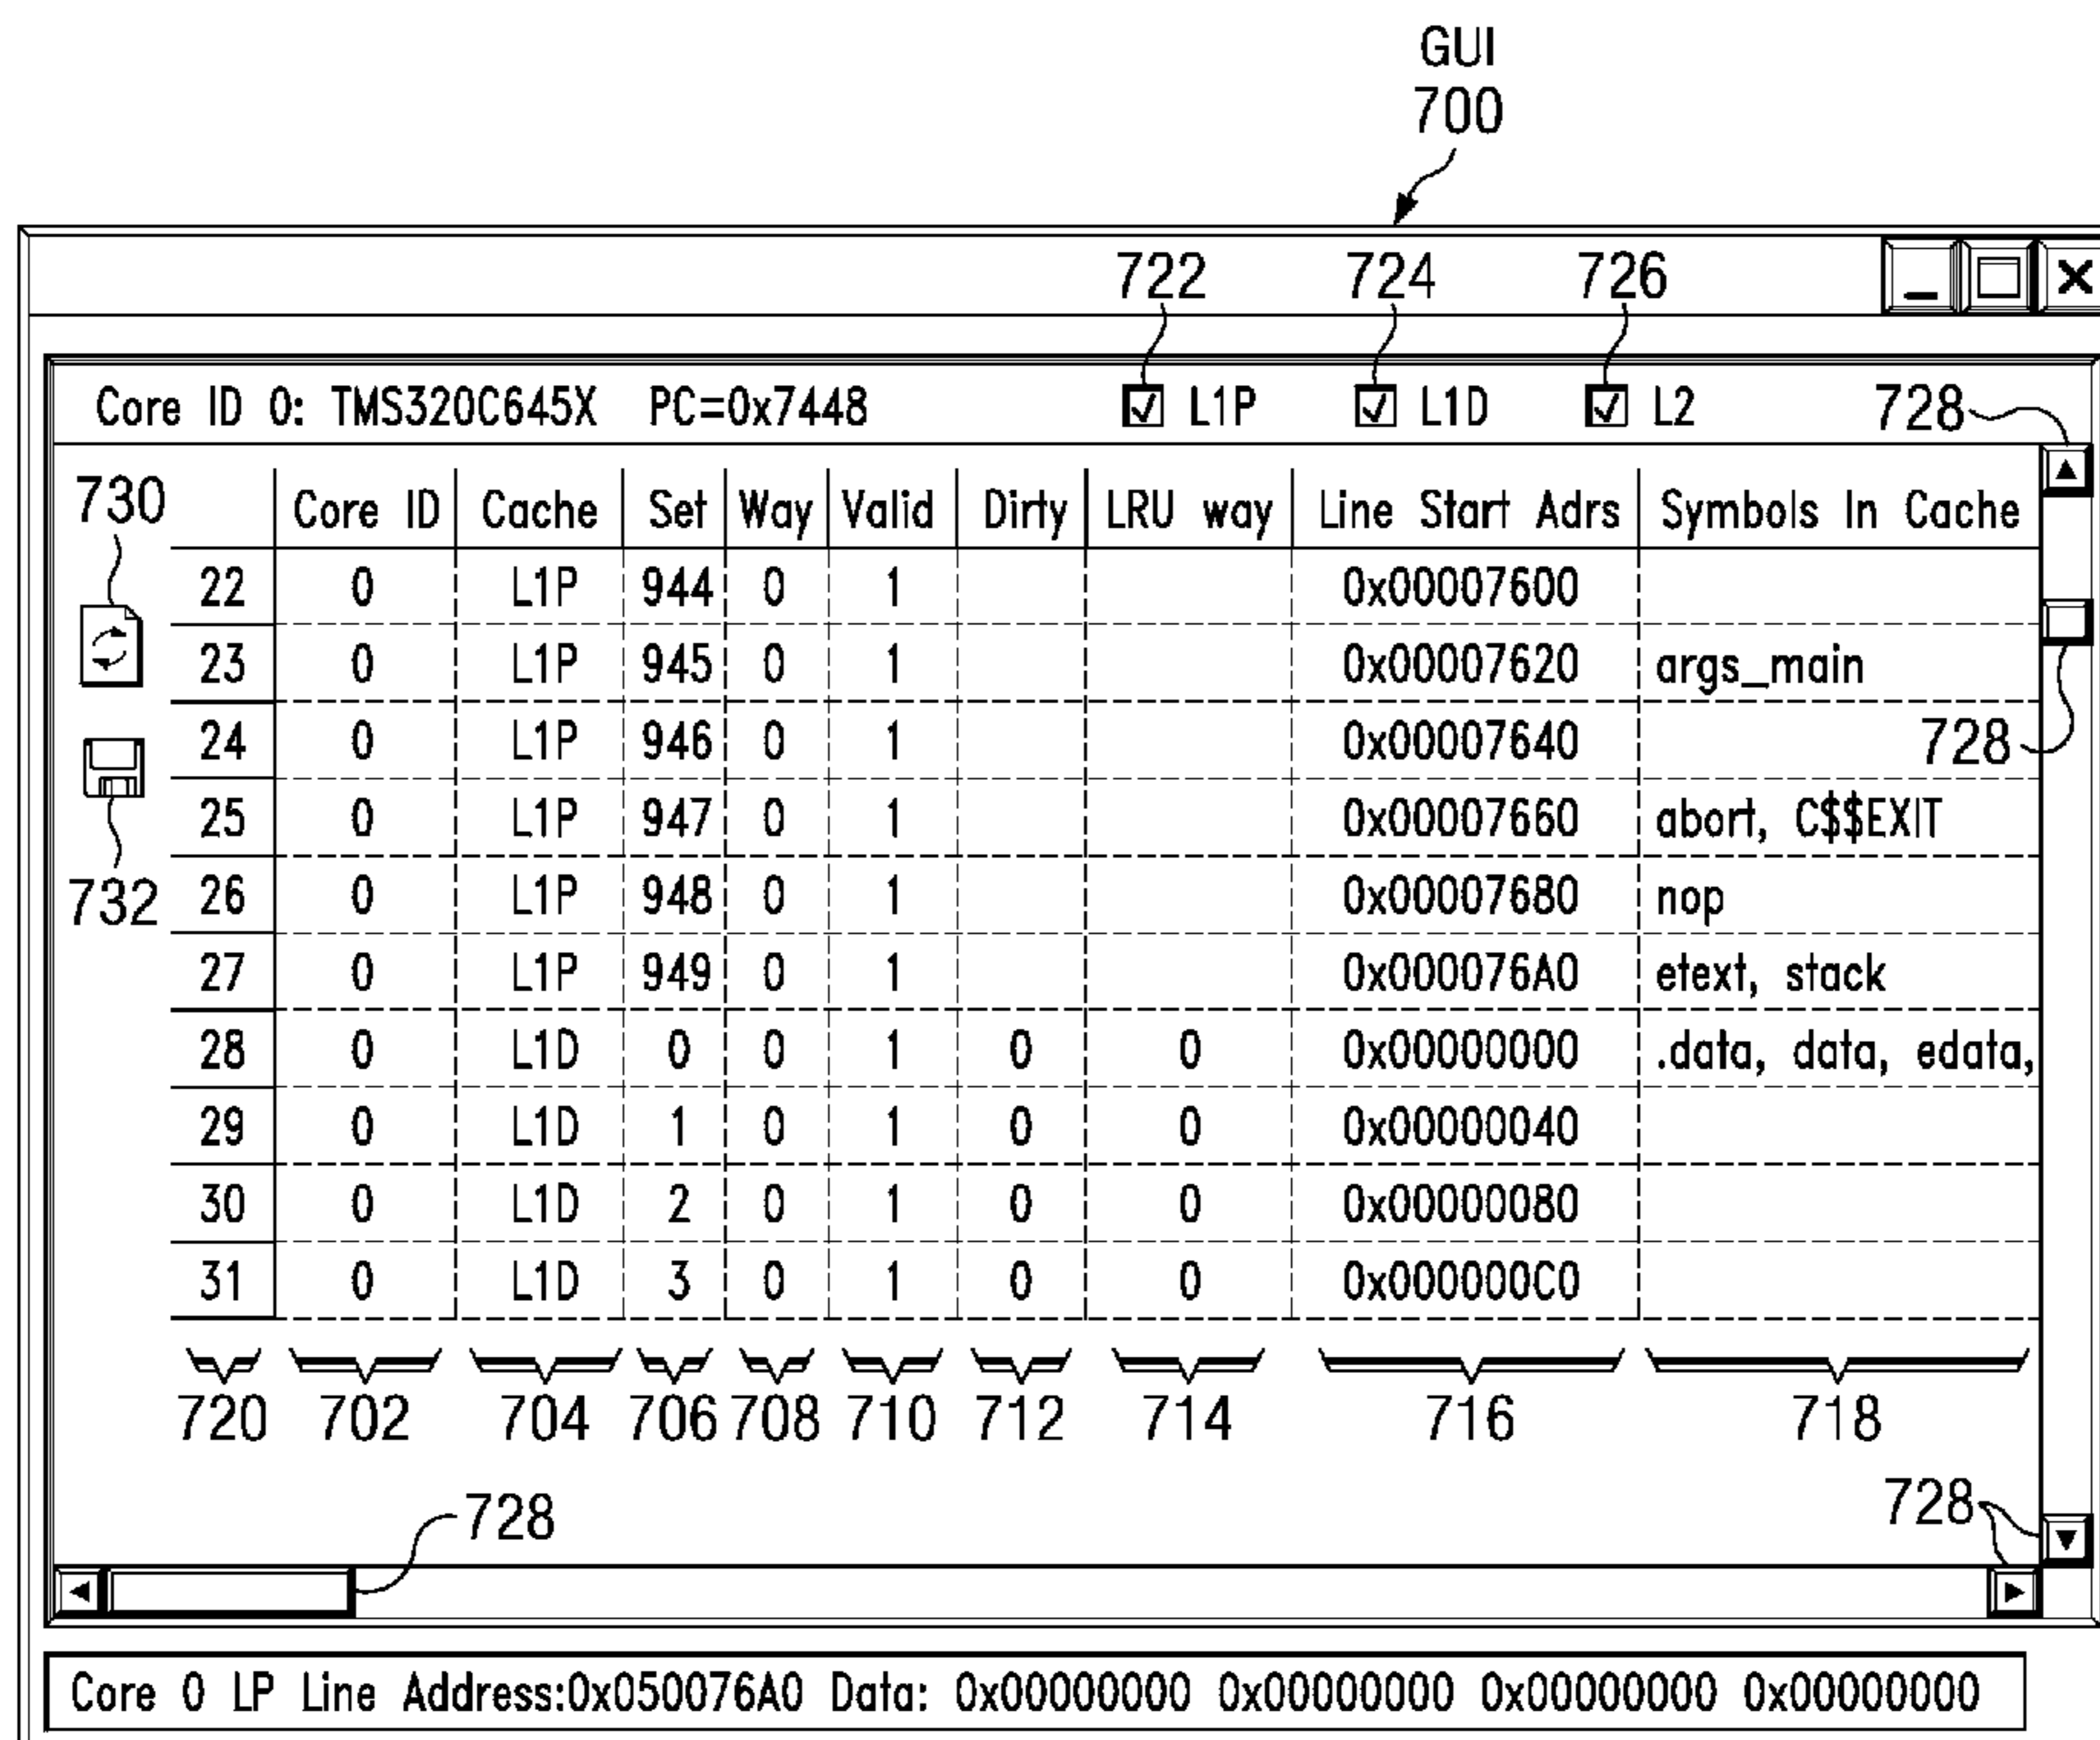 GUI
700
722 724 726
Core ID 0: TMS320C645X PC=0x7448 L1P L1D L2 728
730 Core ID Cache Set Way Valid Dirty LRU way Line Start Adrs Symbols In Cache
22 0 L1P 944 0 1 0x00007600
23 0 L1P 945 0 1 0x00007620 args_main
24 0 L1P 946 0 1 0x00007640
728
25 0 L1P 947 0 1 0x00007660 abort, C$$EXIT
732 26 0 L1P 948 0 1 0x00007680 nop
27 0 L1P 949 0 1 0x000076A0 etext, stack
28 0 L1D 0 0 1 0 0 0x00000000 .data, data, edata,
29 0 L1D 1 0 1 0 0 0x00000040
30 0 L1D 2 0 1 0 0 0x00000080
31 0 L1D 3 0 1 0 0 0x000000C0
720 702 704 706 708 710 712 714 716 718
728 728
Core 0 LP Line Address:0x050076A0 Data: 0x00000000 0x00000000 0x00000000 0x00000000